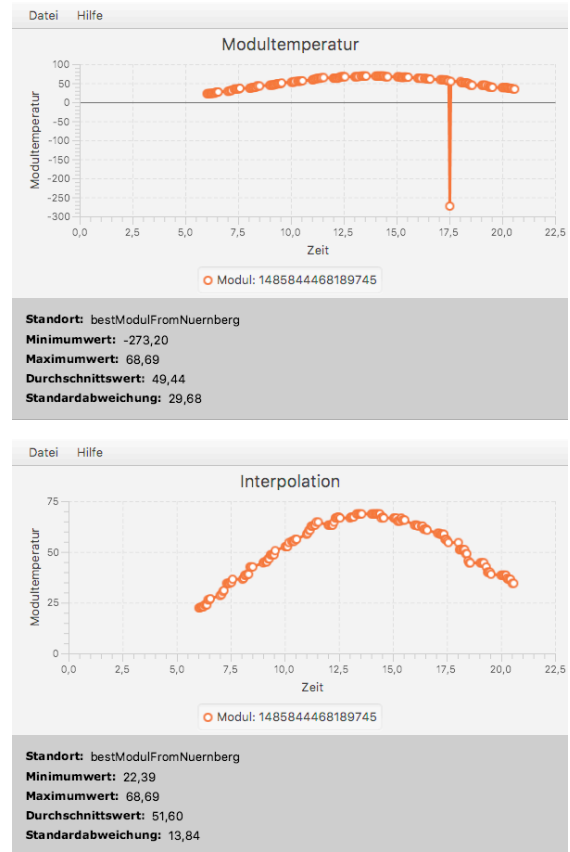 Datei Hilfe
Modultemperatur
100
50
0
-50
-100
-150
-200
-250
-300
Modultemperatur
0,0 2,5 5,0 7,5 10,0 12,5 15,0 17,5 20,0 22,5
Zeit
Modul: 1485844468189745
Standort: bestModulFromNuernberg
Minimumwert: -273,20
Maximumwert: 68,69
Durchschnittswert: 49,44
Standardabweichung: 29,68
Datei Hilfe
Interpolation
75
50
25
0
Modultemperatur
0,0 2,5 5,0 7,5 10,0 12,5 15,0 17,5 20,0 22,5
Zeit
Modul: 1485844468189745
Standort: bestModulFromNuernberg
Minimumwert: 22,39
Maximumwert: 68,69
Durchschnittswert: 51,60
Standardabweichung: 13,84